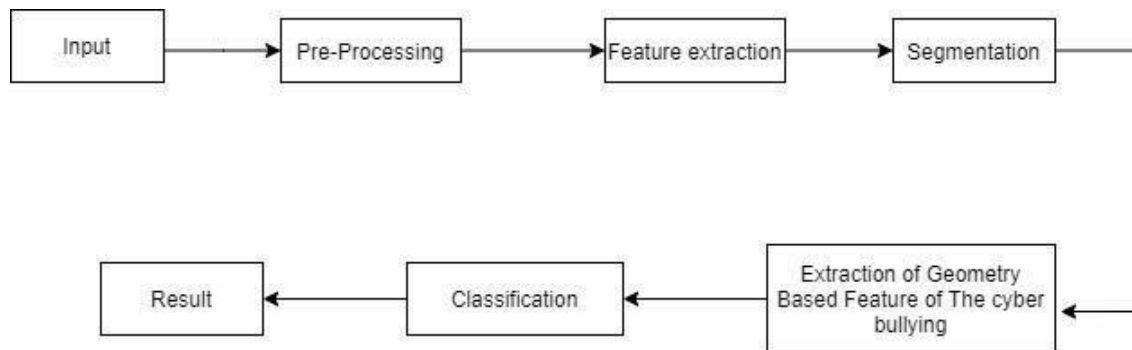 Input
Pre-Processing
Feature extraction
Segmentation
Extraction of Geometry
Based Feature of The cyber
bullying
Classification
Result